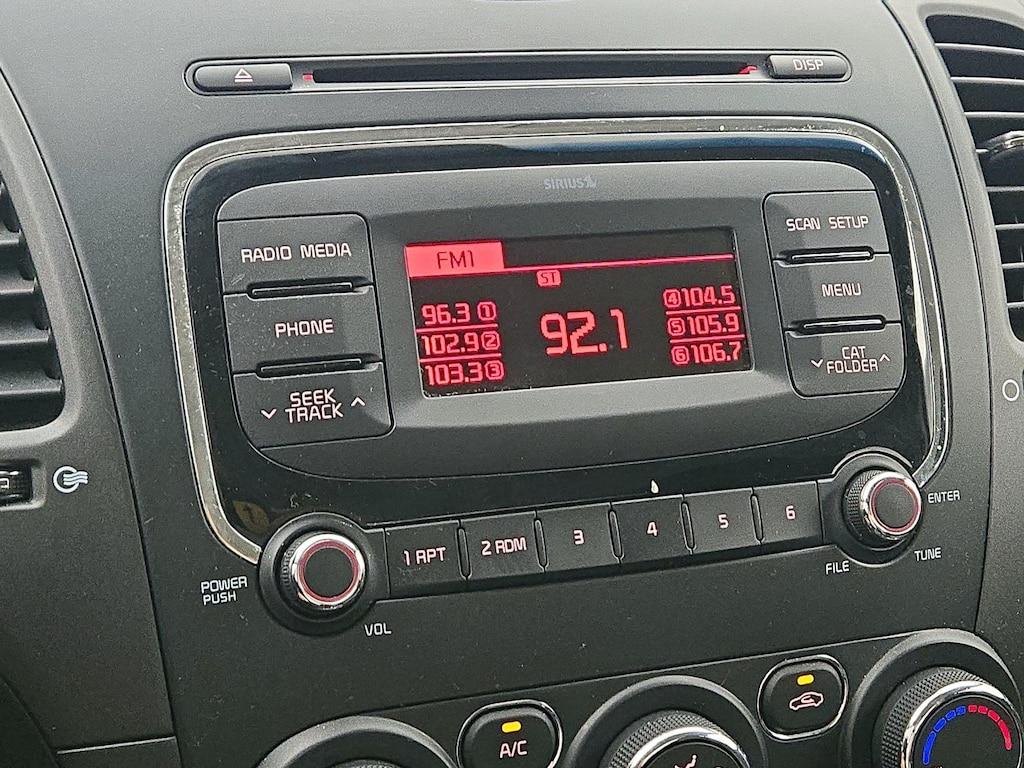 DISP
SIRIUS
RADIO MEDIA
PHONE
SEEK
TRACK
FM1
ST
96.3 1
102.9 2
103.3 3
92.1
4 104.5
5 105.9
6 106.7
SCAN SETUP
MENU
CAT
FOLDER
1 RPT
2 RDM
3
4
5
6
POWER
PUSH
VOL
ENTER
FILE
TUNE
A/C